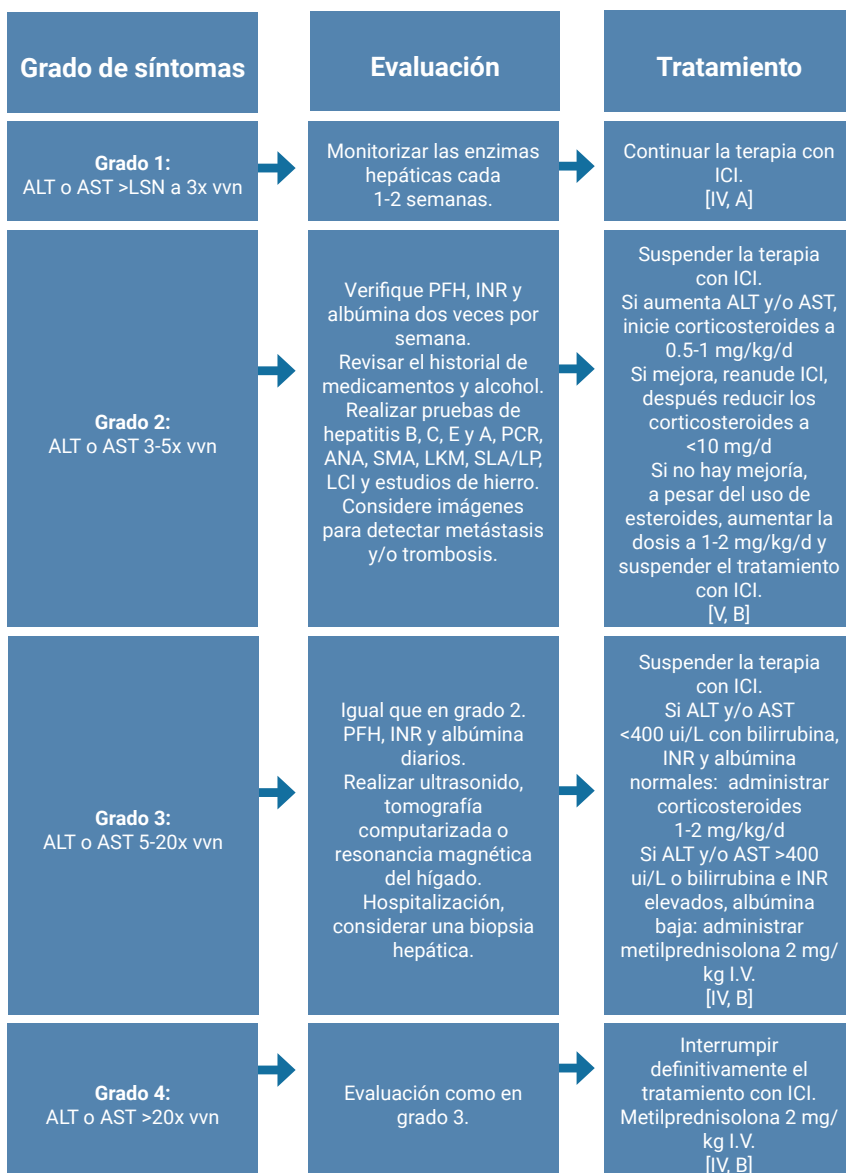 Grado de síntomas
Evaluación
Tratamiento
Grado 1:
ALT o AST >LSN a 3x vvn
Monitorizar las enzimas
hepáticas cada
1-2 semanas.
Continuar la terapia con
ICI.
[IV, A]
Grado 2:
ALT o AST 3-5x vvn
Verifique PFH, INR y
albúmina dos veces por
semana.
Revisar el historial de
medicamentos y alcohol.
Realizar pruebas de
hepatitis B, C, E y A, PCR,
ANA, SMA, LKM, SLA/LP,
LCI y estudios de hierro.
Considere imágenes
para detectar metástasis
y/o trombosis.
Suspender la terapia
con ICI.
Si aumenta ALT y/o AST,
inicie corticosteroides a
0.5-1 mg/kg/d
Si mejora, reanude ICI,
después reducir los
corticosteroides a
<10 mg/d
Si no hay mejoría,
a pesar del uso de
esteroides, aumentar la
dosis a 1-2 mg/kg/d y
suspender el tratamiento
con ICI.
[V, B]
Grado 3:
ALT o AST 5-20x vvn
Igual que en grado 2.
PFH, INR y albúmina
diarios.
Realizar ultrasonido,
tomografía
computarizada o
resonancia magnética
del hígado.
Hospitalización,
considerar una biopsia
hepática.
Suspender la terapia
con ICI.
Si ALT y/o AST
<400 ui/L con bilirrubina,
INR y albúmina
normales: administrar
corticosteroides
1-2 mg/kg/d
Si ALT y/o AST >400
ui/L o bilirrubina e INR
elevados, albúmina
baja: administrar
metilprednisolona 2 mg/
kg I.V.
[IV, B]
Grado 4:
ALT o AST >20x vvn
Evaluación como en
grado 3.
Interrumpir
definitivamente el
tratamiento con ICI.
Metilprednisolona 2 mg/
kg I.V.
[IV, B]